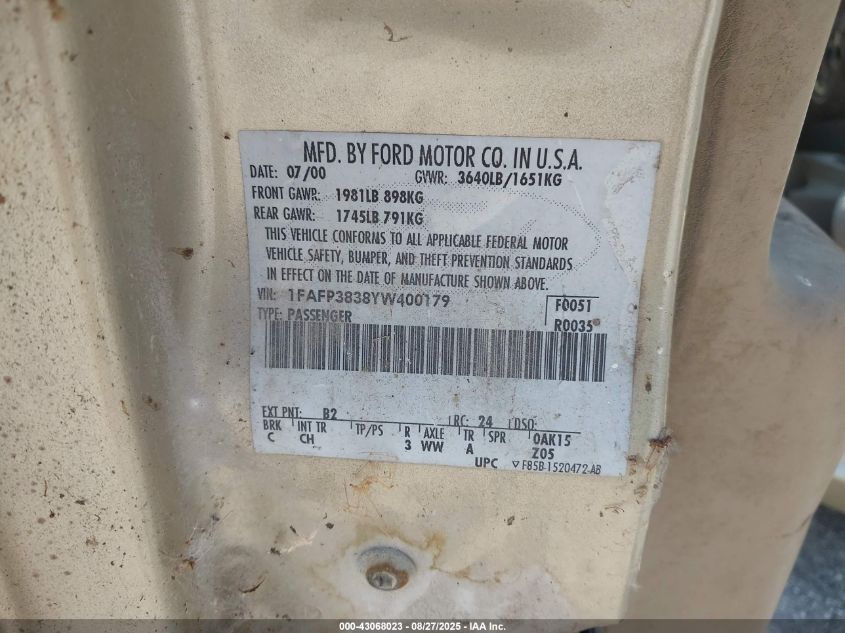 MFD. BY FORD MOTOR CO. IN U.S.A.
DATE: 07/00 GVWR: 3640LB/1651KG
FRONT GAWR: 1981LB 898KG
REAR GAWR: 1745LB 791KG
THIS VEHICLE CONFORMS TO ALL APPLICABLE FEDERAL MOTOR
VEHICLE SAFETY, BUMPER, AND THEFT PREVENTION STANDARDS
IN EFFECT ON THE DATE OF MANUFACTURE SHOWN ABOVE.
VIN: 1FAFP3838YW400179 F0051
TYPE: PASSENGER R0035
EXT PNT: B2 RC: 24 DSO:
BRK INT TR TP/PS R AXLE TR SPR 0AK15
C CH 3 WW A Z05
UPC ▽ F85B-1520472-AB
000-43068023 - 08/27/2025 - IAA Inc.